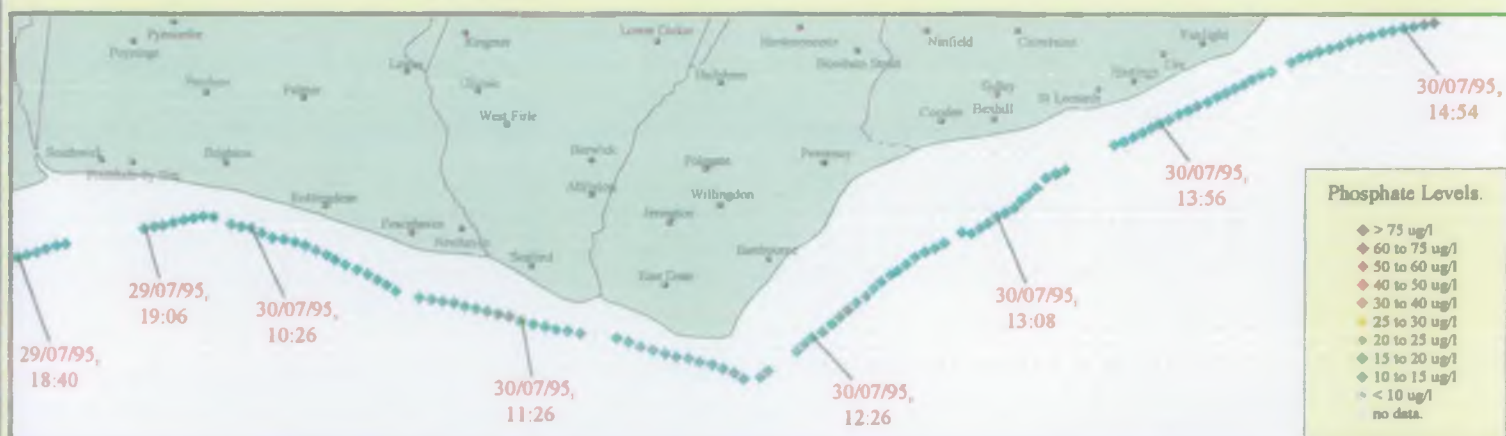 Pyecombe
Poynings
Falmer
Lewes
Kingmer
Glynde
West Firle
Lower Dicker
Hailsham
Herstmonceux
Ninfield
Crowhurst
Fairlight
Ore
Hastings
St Leonards
Sidley
Bexhill
Cooden
Southwick
Portslade-by-Sea
Brighton
Rottingdean
Peacehaven
Newhaven
Seaford
Berwick
Alfriston
Polegate
Willingdon
Jevington
East Dean
Eastbourne
Pevensey
30/07/95,
14:54
30/07/95,
13:56
30/07/95,
13:08
29/07/95,
19:06
30/07/95,
10:26
29/07/95,
18:40
30/07/95,
11:26
30/07/95,
12:26
Phosphate Levels.
> 75 ug/l
60 to 75 ug/l
50 to 60 ug/l
40 to 50 ug/l
30 to 40 ug/l
25 to 30 ug/l
20 to 25 ug/l
15 to 20 ug/l
10 to 15 ug/l
< 10 ug/l
no data.